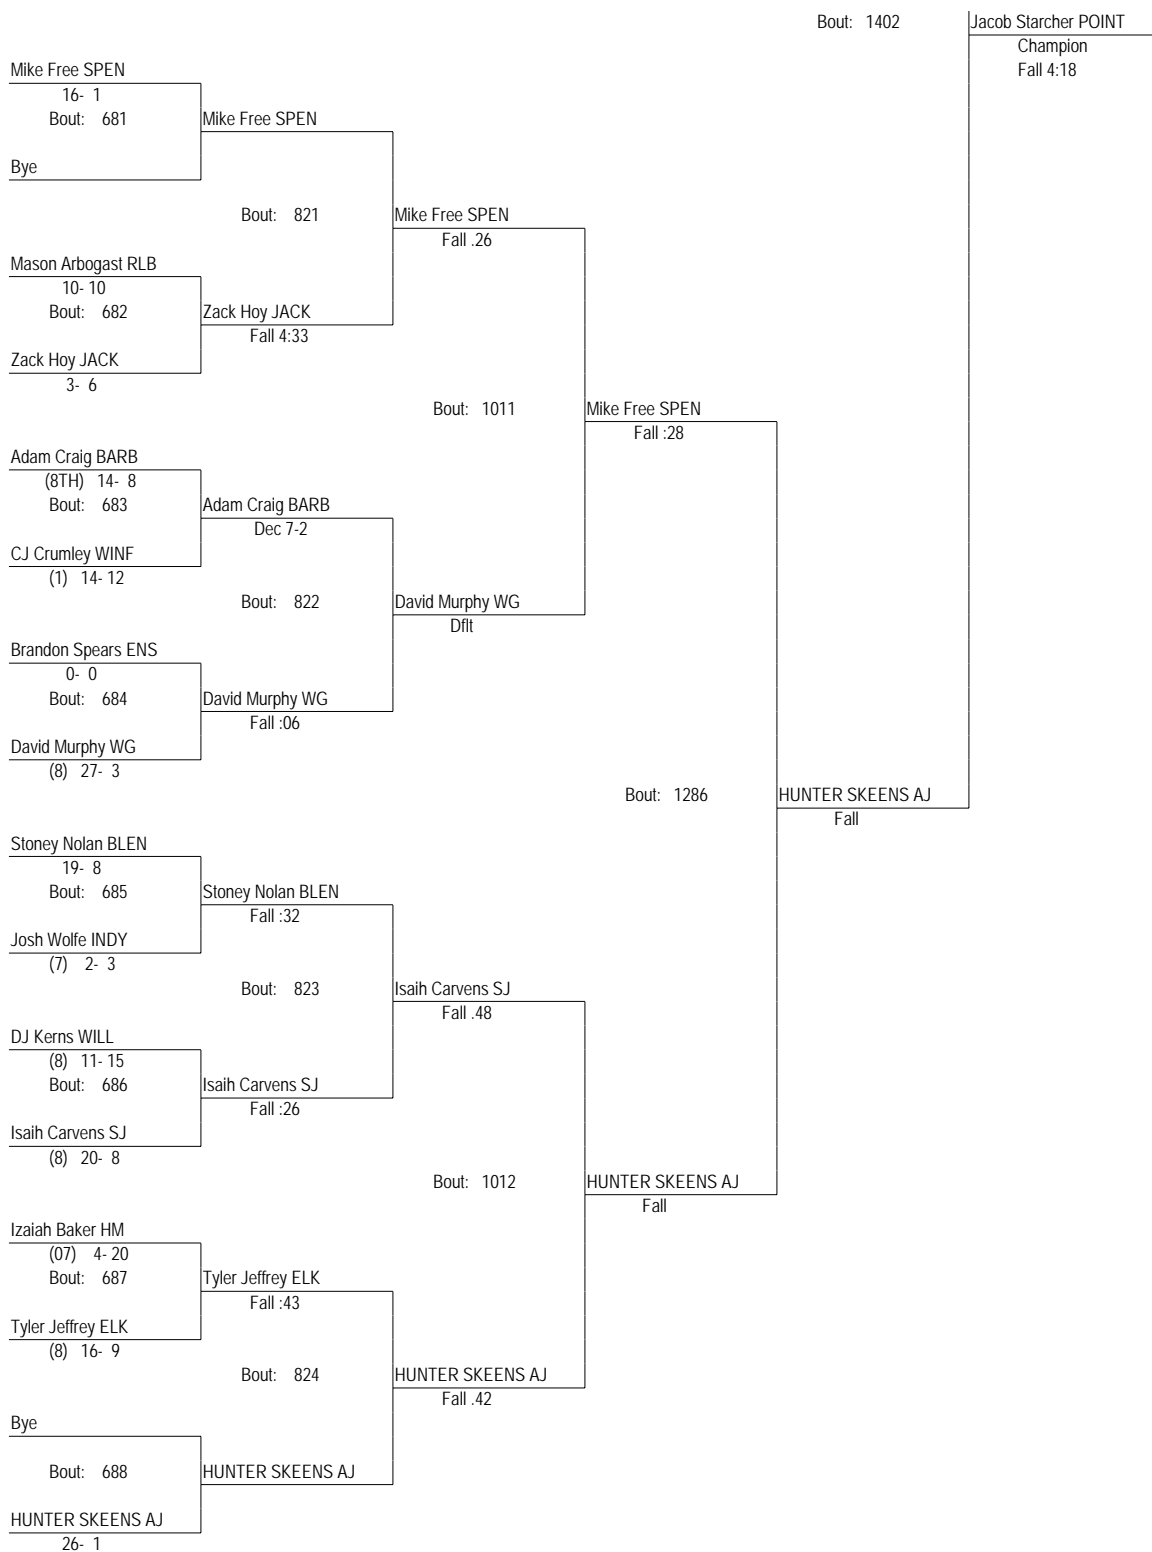 Bout: 1402
Jacob Starcher POINT
Champion
Fall 4:18
Mike Free SPEN
16- 1
Bout: 681
Mike Free SPEN
Bye
Bout: 821
Mike Free SPEN
Fall .26
Mason Arbogast RLB
10- 10
Bout: 682
Zack Hoy JACK
Fall 4:33
Zack Hoy JACK
3- 6
Bout: 1011
Mike Free SPEN
Fall :28
Adam Craig BARB
(8TH) 14- 8
Bout: 683
Adam Craig BARB
Dec 7-2
CJ Crumley WINF
(1) 14- 12
Bout: 822
David Murphy WG
Dflt
Brandon Spears ENS
0- 0
Bout: 684
David Murphy WG
Fall :06
David Murphy WG
(8) 27- 3
Bout: 1286
HUNTER SKEENS AJ
Fall
Stoney Nolan BLEN
19- 8
Bout: 685
Stoney Nolan BLEN
Fall :32
Josh Wolfe INDY
(7) 2- 3
Bout: 823
Isaih Carvens SJ
Fall .48
DJ Kerns WILL
(8) 11- 15
Bout: 686
Isaih Carvens SJ
Fall :26
Isaih Carvens SJ
(8) 20- 8
Bout: 1012
HUNTER SKEENS AJ
Fall
Izaiah Baker HM
(07) 4- 20
Bout: 687
Tyler Jeffrey ELK
Fall :43
Tyler Jeffrey ELK
(8) 16- 9
Bout: 824
HUNTER SKEENS AJ
Fall .42
Bye
Bout: 688
HUNTER SKEENS AJ
HUNTER SKEENS AJ
26- 1